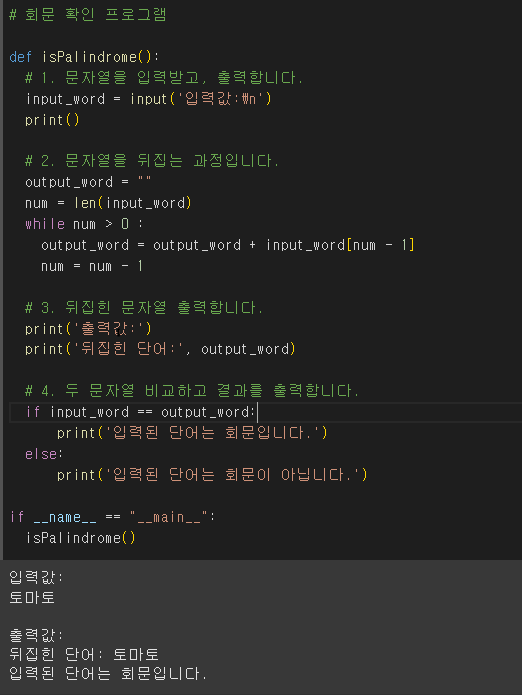 # 회문 확인 프로그램
def isPalindrome():
# 1. 문자열을 입력받고, 출력합니다.
input_word = input('입력값:₩n')
print()
# 2. 문자열을 뒤집는 과정입니다.
output_word = ""
num = len(input_word)
while num > 0 :
output_word = output_word + input_word[num - 1]
num = num - 1
# 3. 뒤집힌 문자열 출력합니다.
print('출력값:')
print('뒤집힌 단어:', output_word)
# 4. 두 문자열 비교하고 결과를 출력합니다.
if input_word == output_word:
print('입력된 단어는 회문입니다.')
else:
print('입력된 단어는 회문이 아닙니다.')
if __name__ == "__main__":
isPalindrome()
입력값:
토마토
출력값:
뒤집힌 단어: 토마토
입력된 단어는 회문입니다.